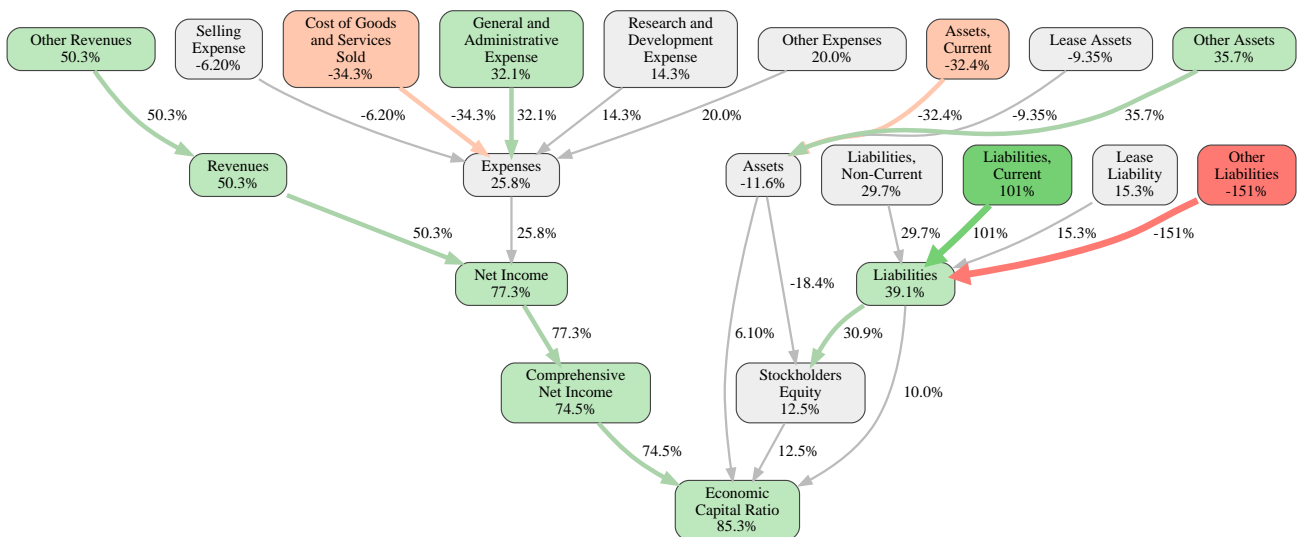 Other Revenues
50.3%
Selling
Expense
-6.20%
Cost of Goods
and Services
Sold
-34.3%
General and
Administrative
Expense
32.1%
Research and
Development
Expense
14.3%
Other Expenses
20.0%
Assets,
Current
-32.4%
Lease Assets
-9.35%
Other Assets
35.7%
50.3%
-6.20%
-34.3%
32.1%
14.3%
20.0%
-32.4%
-9.35%
35.7%
Revenues
50.3%
Expenses
25.8%
Assets
-11.6%
Liabilities,
Non-Current
29.7%
Liabilities,
Current
101%
Lease
Liability
15.3%
Other
Liabilities
-151%
50.3%
25.8%
29.7%
101%
15.3%
-151%
Net Income
77.3%
-18.4%
Liabilities
39.1%
77.3%
6.10%
30.9%
Comprehensive
Net Income
74.5%
Stockholders
Equity
12.5%
10.0%
74.5%
12.5%
Economic
Capital Ratio
85.3%